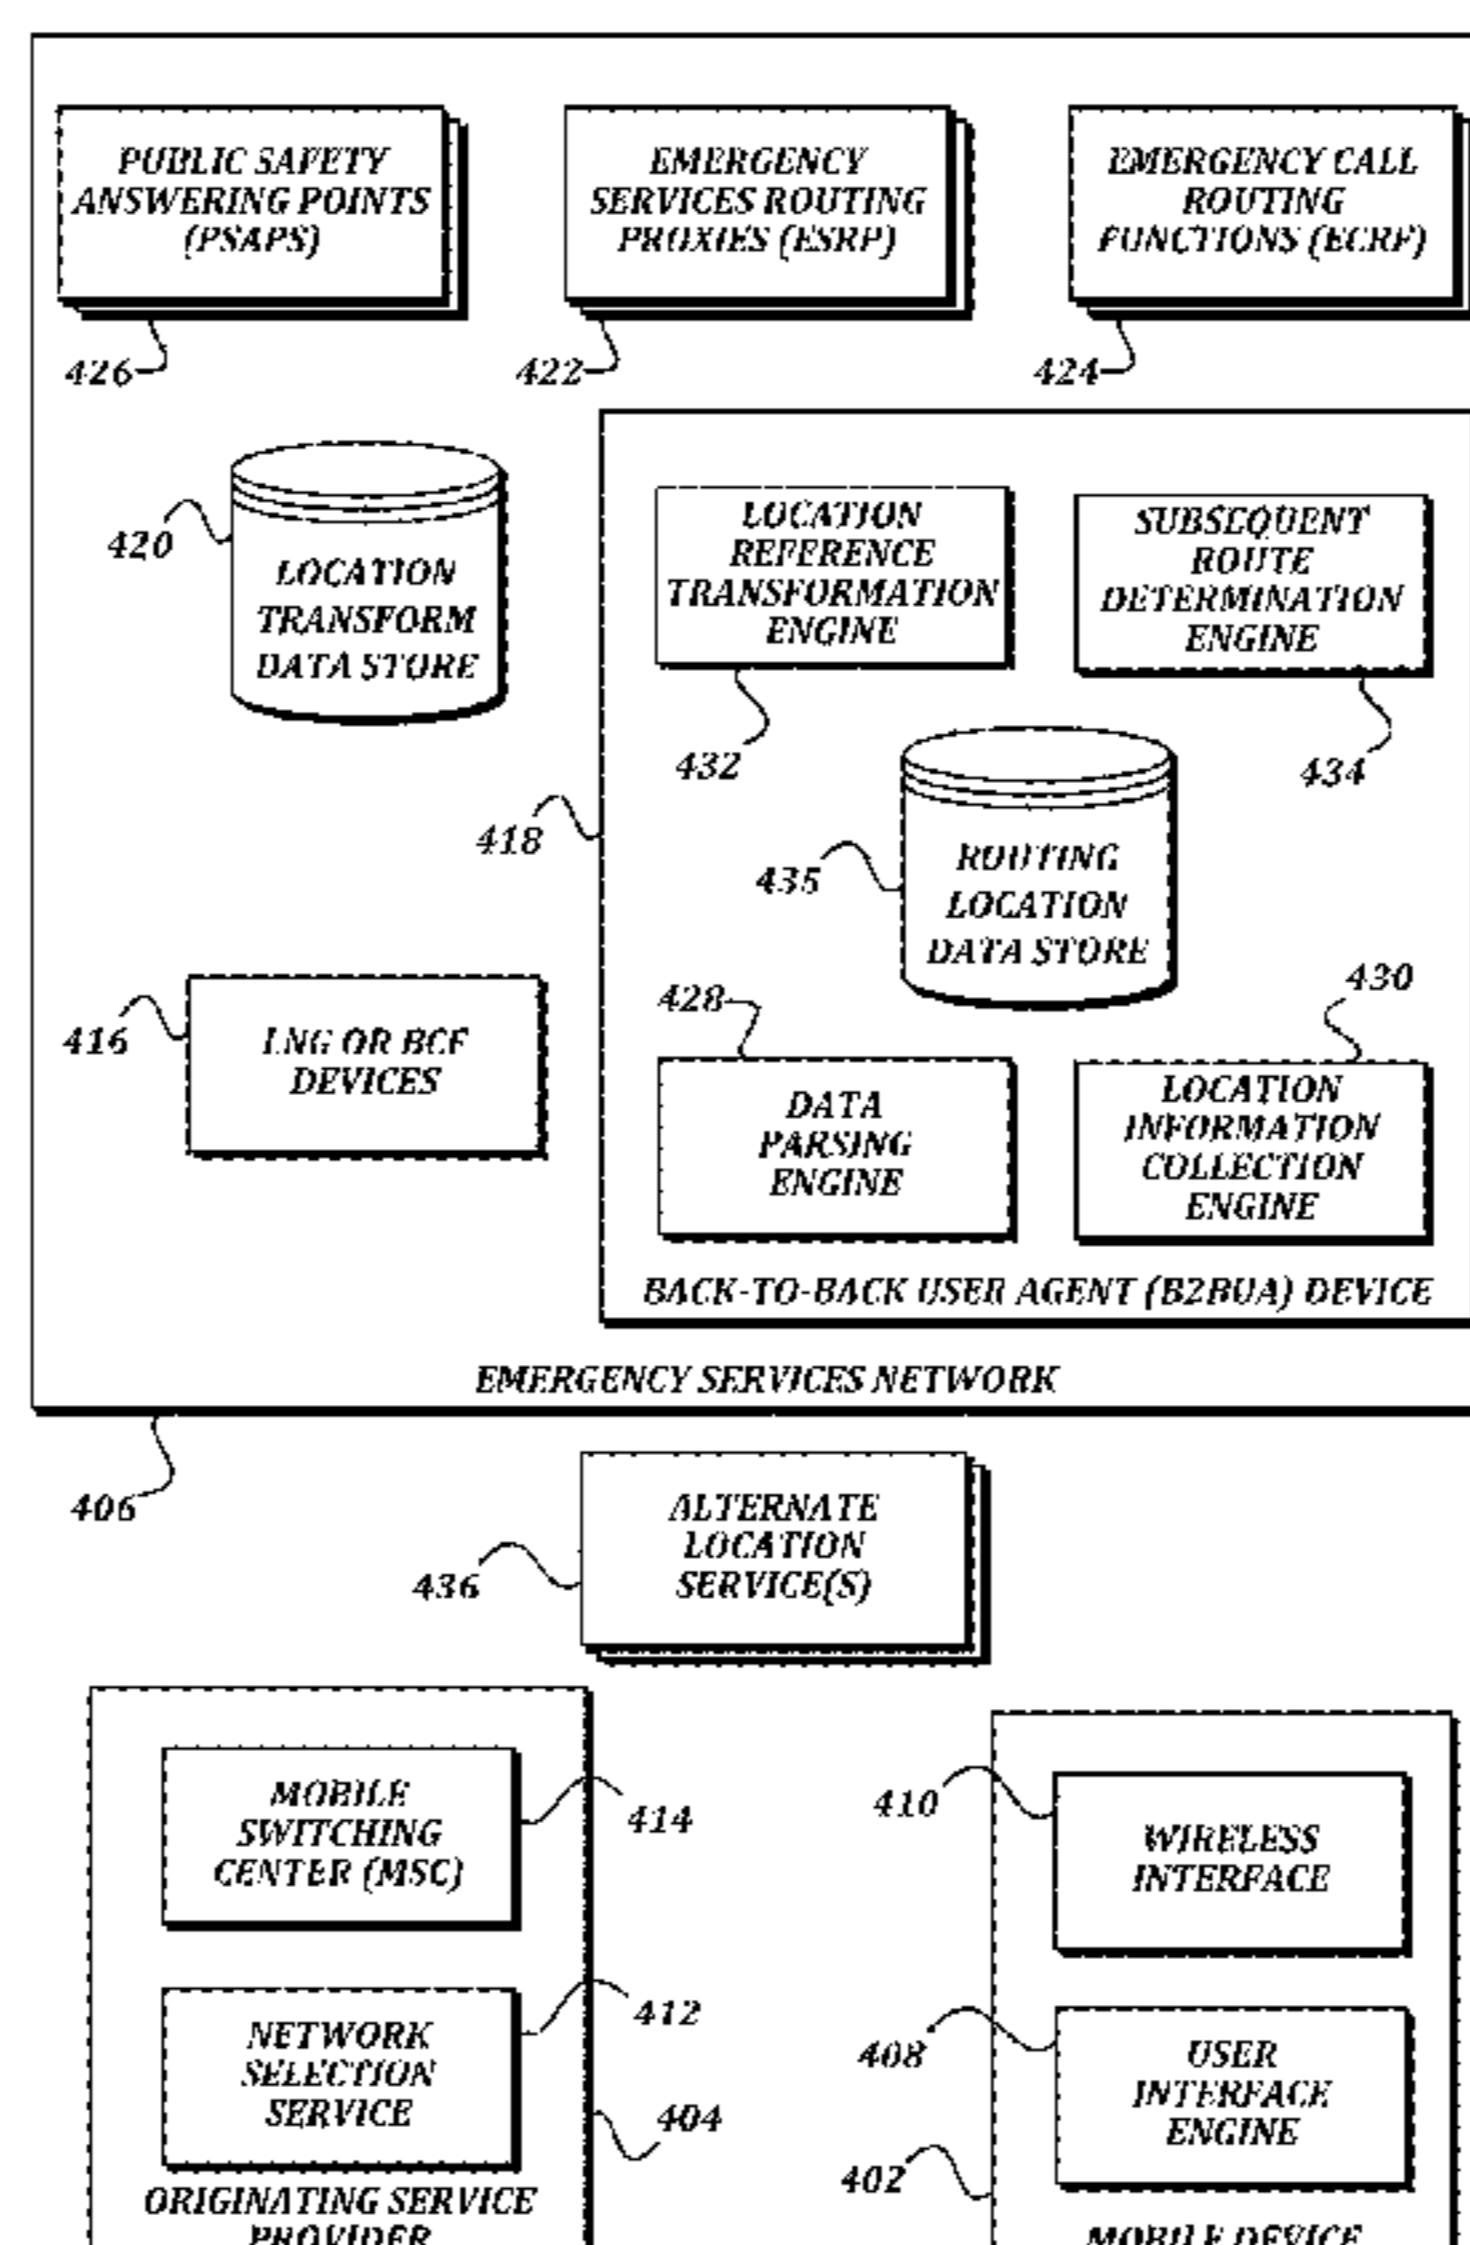 PUBLIC SAFETY
ANSWERING POINTS
(PSAPS)
EMERGENCY
SERVICES ROUTING
PROXIES (ESRP)
EMERGENCY CALL
ROUTING
FUNCTIONS (ECRF)
426
422
424
420
LOCATION
TRANSFORM
DATA STORE
LOCATION
REFERENCE
TRANSFORMATION
ENGINE
SUBSEQUENT
ROUTE
DETERMINATION
ENGINE
432
434
418
435
ROUTING
LOCATION
DATA STORE
416
LNG OR BCF
DEVICES
428
430
DATA
PARSING
ENGINE
LOCATION
INFORMATION
COLLECTION
ENGINE
BACK-TO-BACK USER AGENT (B2BUA) DEVICE
EMERGENCY SERVICES NETWORK
406
436
ALTERNATE
LOCATION
SERVICE(S)
MOBILE
SWITCHING
CENTER (MSC)
414
410
WIRELESS
INTERFACE
NETWORK
SELECTION
SERVICE
412
408
USER
INTERFACE
ENGINE
404
402
ORIGINATING SERVICE
PROVIDER
MOBILE DEVICE